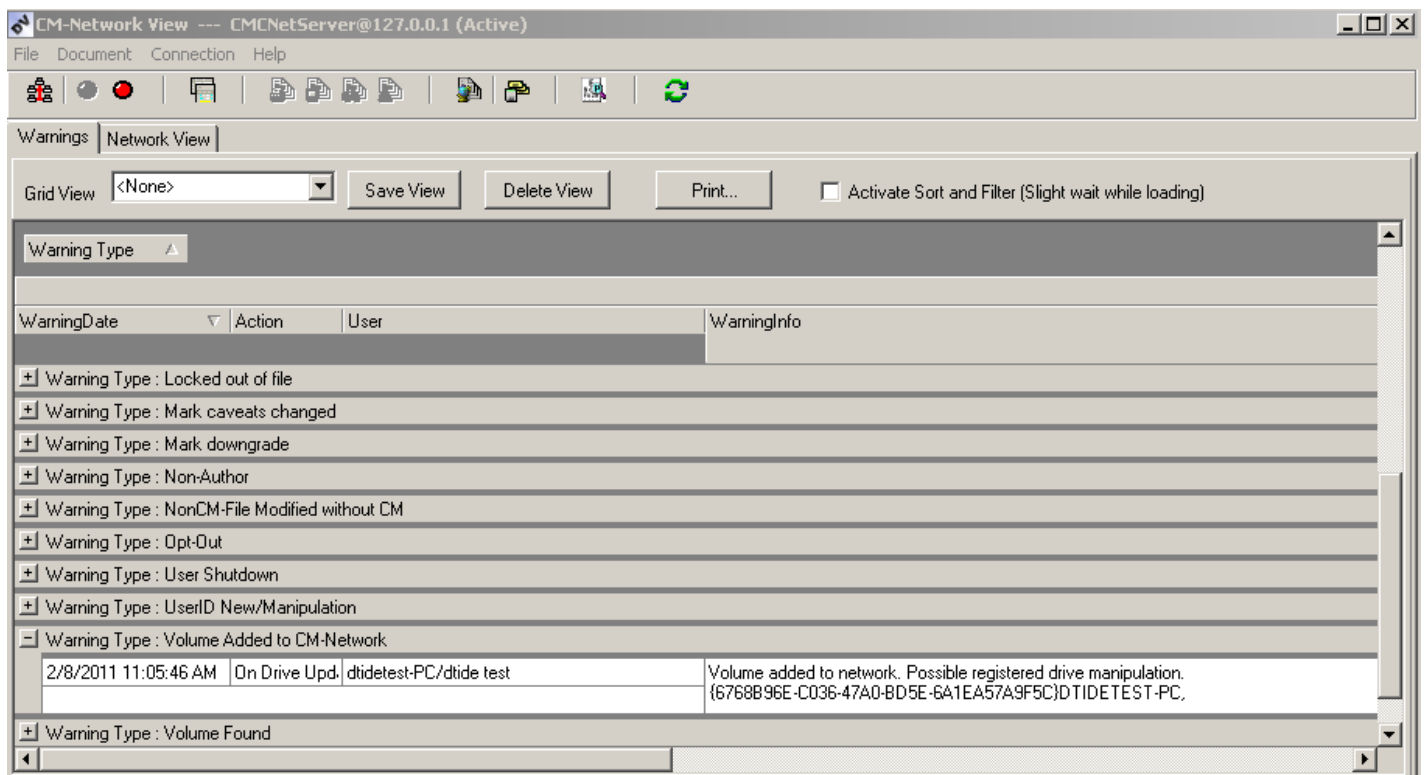 CM-Network View --- CMCNetServer@127.0.0.1 (Active)
File Document Connection Help
Warnings Network View
Grid View <None> Save View Delete View Print... Activate Sort and Filter (Slight wait while loading)
Warning Type
WarningDate Action User WarningInfo
Warning Type : Locked out of file
Warning Type : Mark caveats changed
Warning Type : Mark downgrade
Warning Type : Non-Author
Warning Type : NonCM-File Modified without CM
Warning Type : Opt-Out
Warning Type : User Shutdown
Warning Type : UserID New/Manipulation
Warning Type : Volume Added to CM-Network
2/8/2011 11:05:46 AM On Drive Upd. dtidetest-PC/dtide test Volume added to network. Possible registered drive manipulation.
{6768B96E-C036-47A0-BD5E-6A1EA57A9F5C}DTIDETEST-PC,
Warning Type : Volume Found